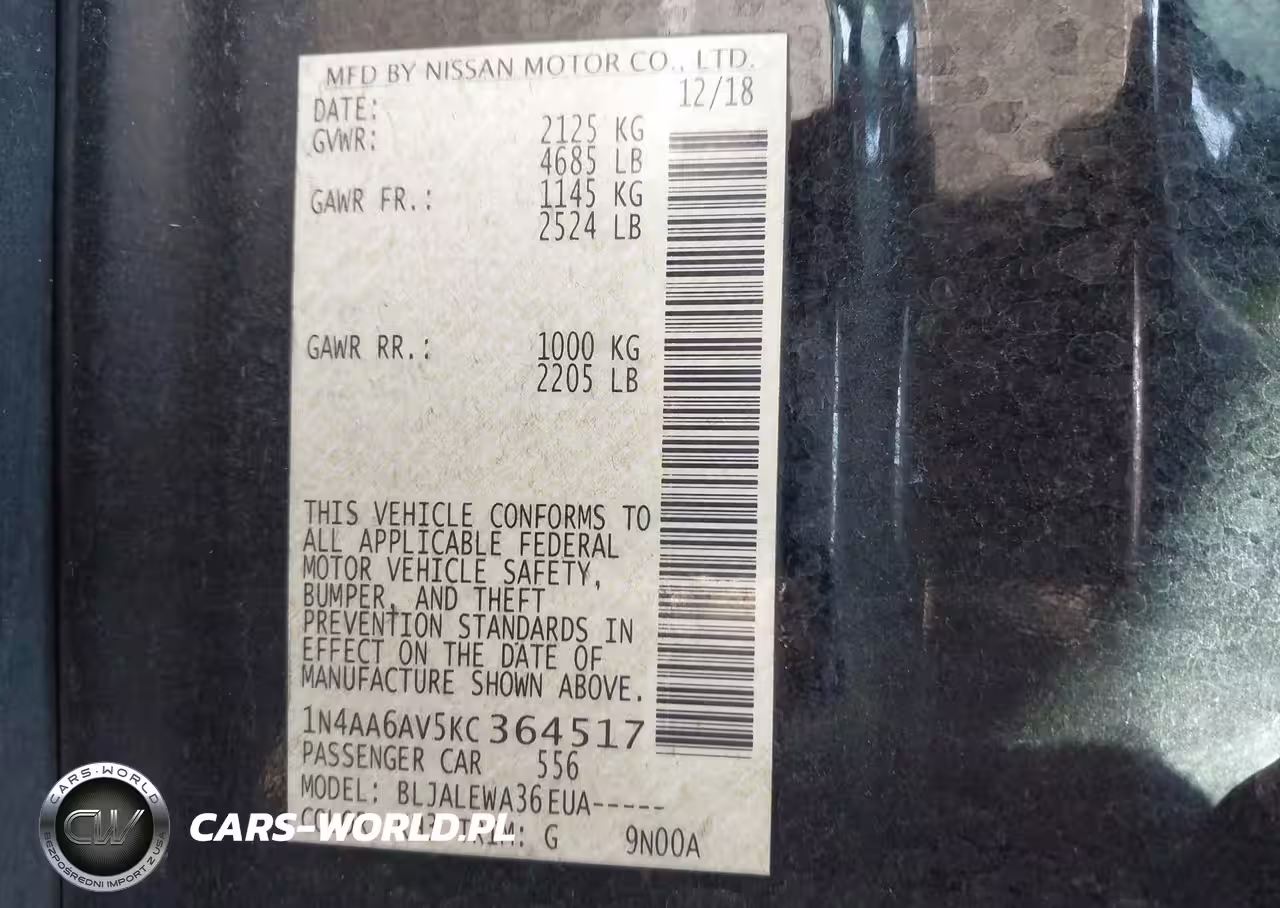 MFD BY NISSAN MOTOR CO., LTD.
DATE: 12/18
GVWR: 2125 KG
4685 LB
GAWR FR.: 1145 KG
2524 LB
GAWR RR.: 1000 KG
2205 LB
THIS VEHICLE CONFORMS TO
ALL APPLICABLE FEDERAL
MOTOR VEHICLE SAFETY,
BUMPER, AND THEFT
PREVENTION STANDARDS IN
EFFECT ON THE DATE OF
MANUFACTURE SHOWN ABOVE.
1N4AA6AV5KC364517
PASSENGER CAR 556
MODEL: BLJALEWA36EUA-----
G 9N00A
CARS-WORLD
CW
BEZPOŚREDNI IMPORT Z USA
CARS-WORLD.PL